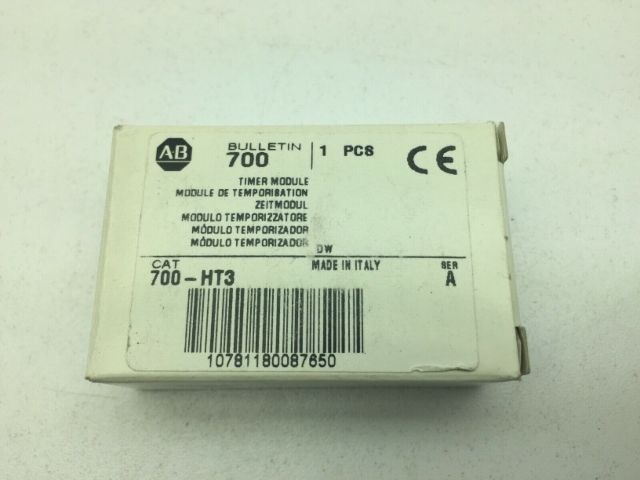 A-B
BULLETIN
700
1 PCS
CE
TIMER MODULE
MODULE DE TEMPORISATION
ZEITMODUL
MODULO TEMPORIZZATORE
MÓDULO TEMPORIZADOR
MÓDULO TEMPORIZADOR
DW
CAT
MADE IN ITALY
SER
700-HT3
A
10781180087650